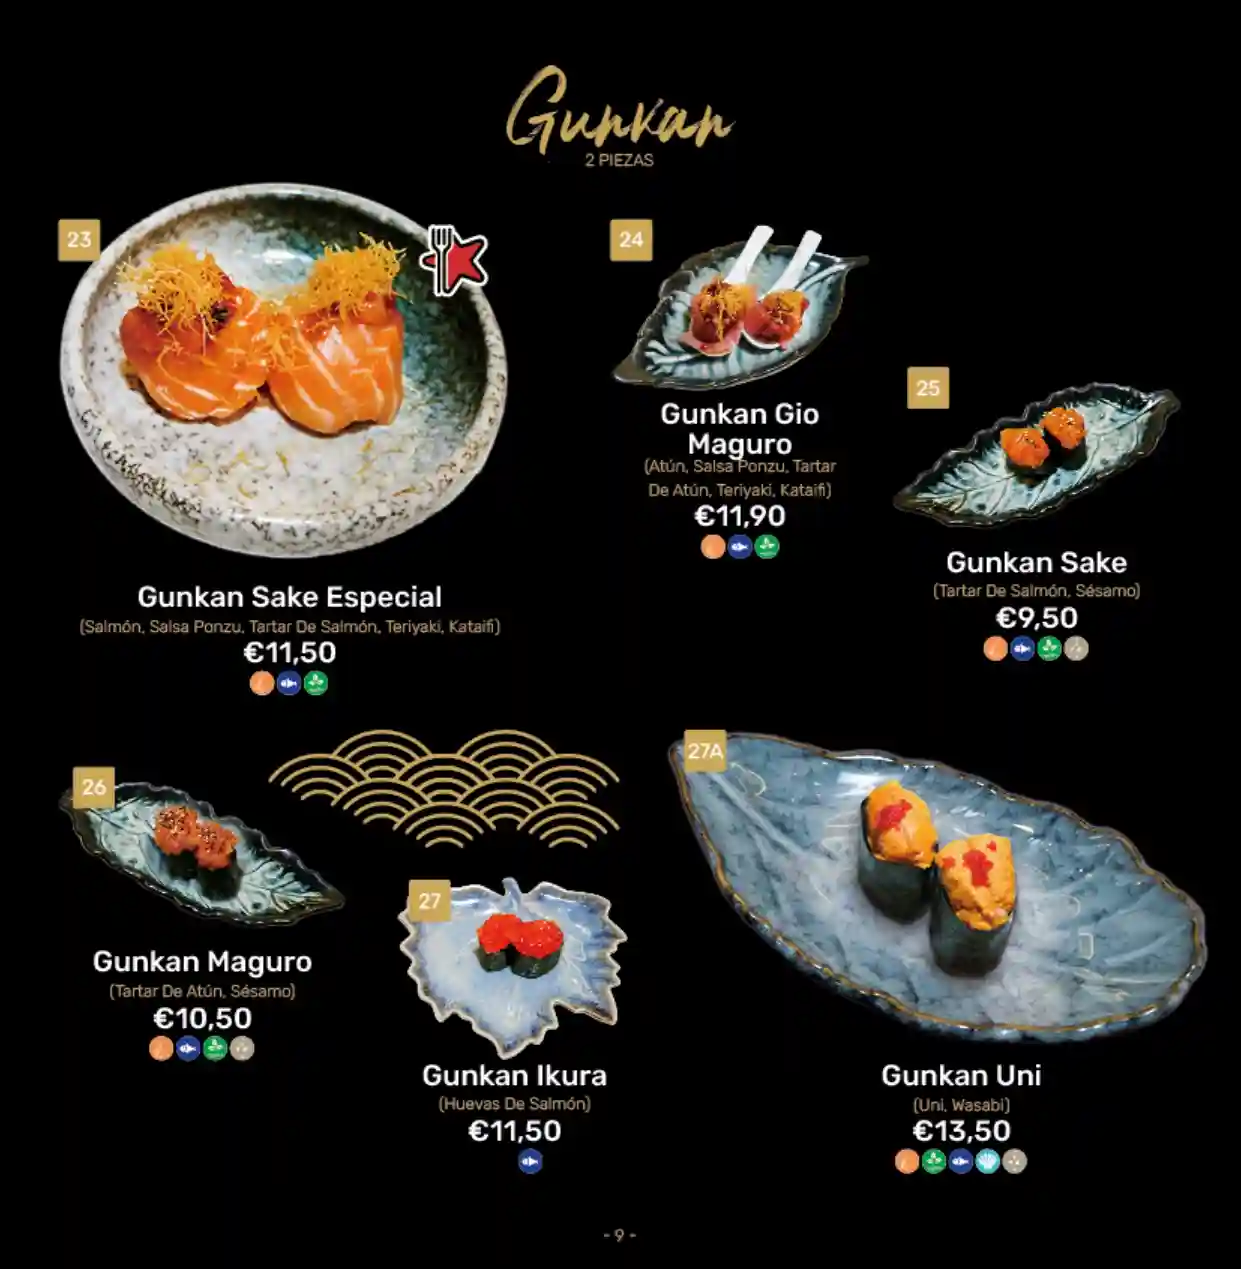 Gunkan
2 PIEZAS
23
Gunkan Sake Especial
(Salmón, Salsa Ponzu, Tartar De Salmón, Teriyaki, Kataifi)
€11,50
24
Gunkan Gio
Maguro
(Atún, Salsa Ponzu, Tartar
De Atún, Teriyaki, Kataifi)
€11,90
25
Gunkan Sake
(Tartar De Salmón, Sésamo)
€9,50
26
Gunkan Maguro
(Tartar De Atún, Sésamo)
€10,50
27
Gunkan Ikura
(Huevas De Salmón)
€11,50
27A
Gunkan Uni
(Uni, Wasabi)
€13,50
- 9 -